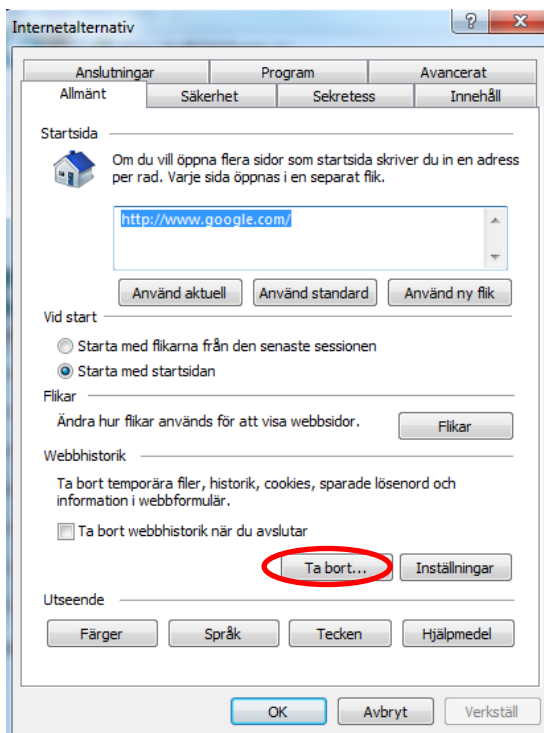 Internetalternativ
Anslutningar Program Avancerat
Allmänt Säkerhet Sekretess Innehåll
Startsida
Om du vill öppna flera sidor som startsida skriver du in en adress
per rad. Varje sida öppnas i en separat flik.
http://www.google.com/
Använd aktuell Använd standard Använd ny flik
Vid start
Starta med flikarna från den senaste sessionen
Starta med startsidan
Flikar
Ändra hur flikar används för att visa webbsidor. Flikar
Webbhistorik
Ta bort temporära filer, historik, cookies, sparade lösenord och
information i webbformulär.
Ta bort webbhistorik när du avslutar
Ta bort... Inställningar
Utseende
Färger Språk Tecken Hjälpmedel
OK Avbryt Verkställ